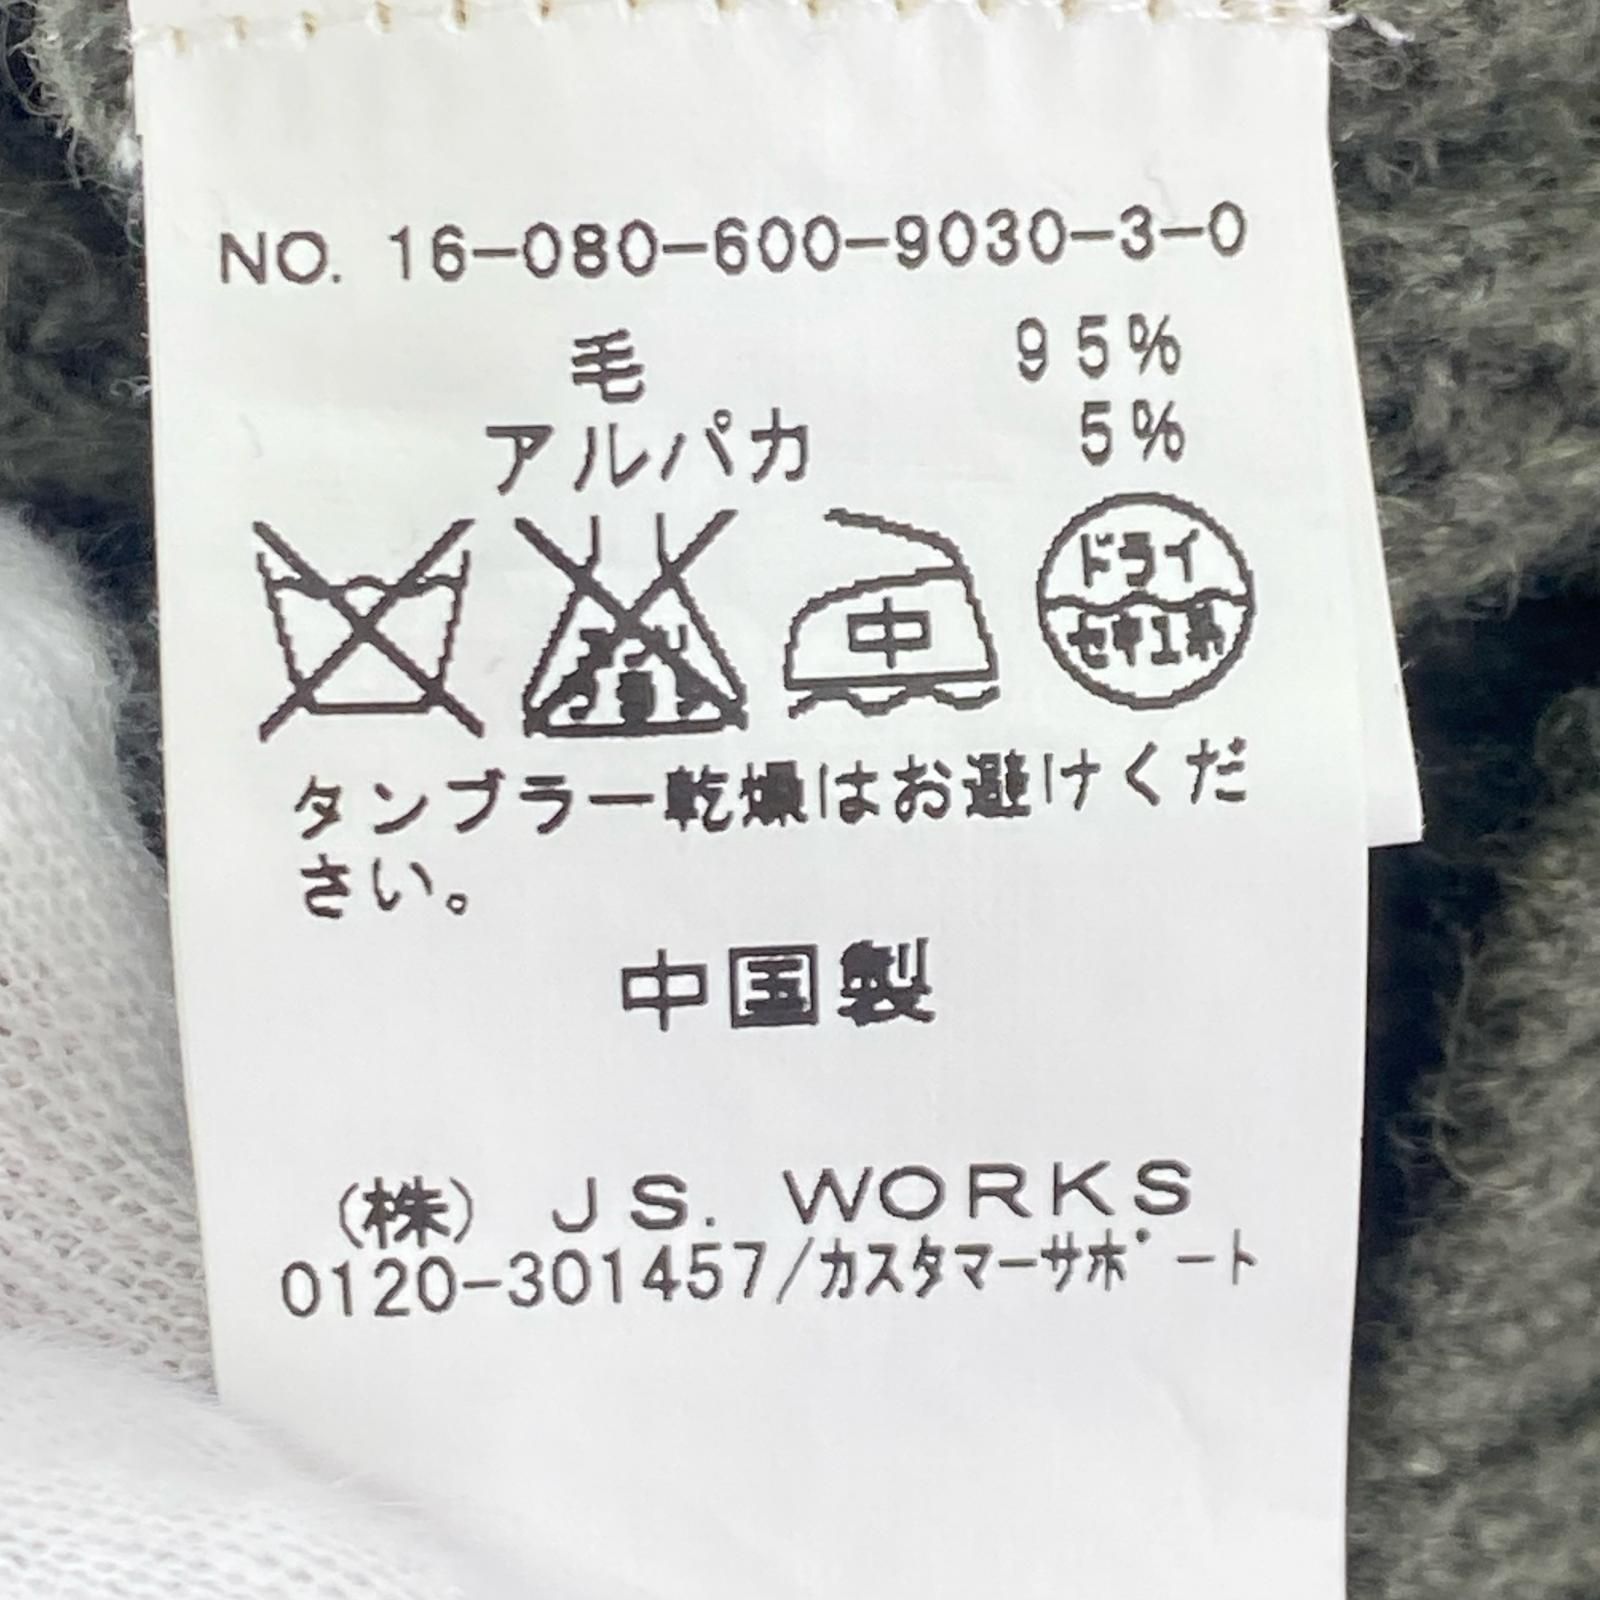 NO. 16-080-600-9030-3-0
毛 95%
アルパカ 5%
中
ドライ
セキユ系
タンブラー乾燥はお避けくだ
さい。
中国製
(株) JS. WORKS
0120-301457/カスタマーサポート